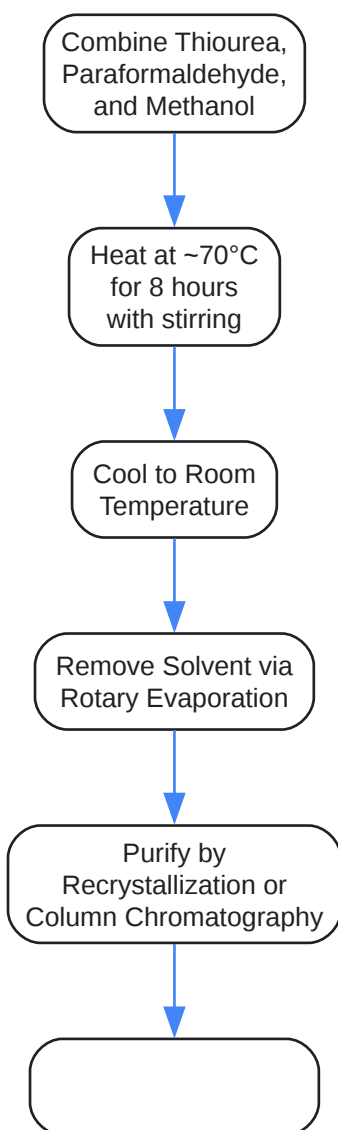 Combine Thiourea,
Paraformaldehyde,
and Methanol
Heat at ~70°C
for 8 hours
with stirring
Cool to Room
Temperature
Remove Solvent via
Rotary Evaporation
Purify by
Recrystallization or
Column Chromatography